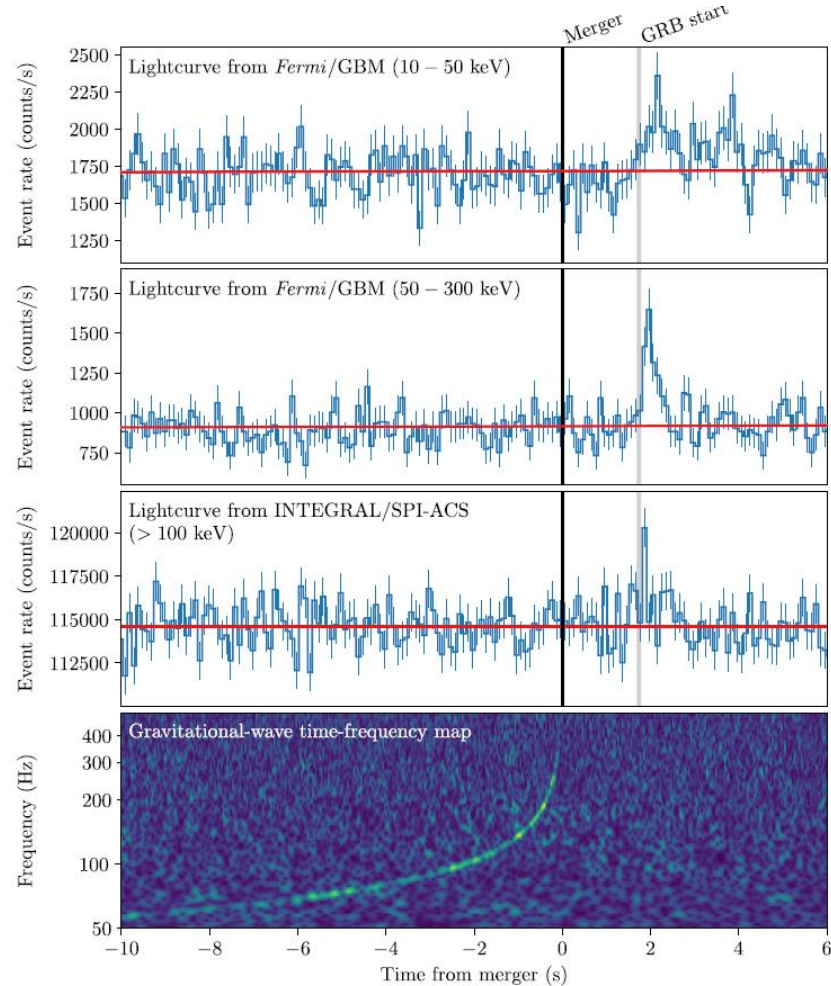 Merger
GRB start
Lightcurve from Fermi/GBM (10 − 50 keV)
Event rate (counts/s)
2500
2250
2000
1750
1500
1250
Lightcurve from Fermi/GBM (50 − 300 keV)
Event rate (counts/s)
1750
1500
1250
1000
750
Lightcurve from INTEGRAL/SPI-ACS
(> 100 keV)
Event rate (counts/s)
120000
117500
115000
112500
Gravitational-wave time-frequency map
Frequency (Hz)
400
300
200
100
50
−10 −8 −6 −4 −2 0 2 4 6
Time from merger (s)